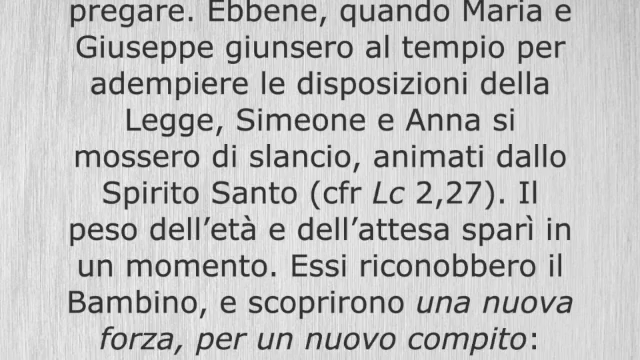 pregare. Ebbene, quando Maria e
Giuseppe giunsero al tempio per
adempiere le disposizioni della
Legge, Simeone e Anna si
mossero di slancio, animati dallo
Spirito Santo (cfr Lc 2,27). Il
peso dell’età e dell’attesa sparì in
un momento. Essi riconobbero il
Bambino, e scoprirono una nuova
forza, per un nuovo compito: